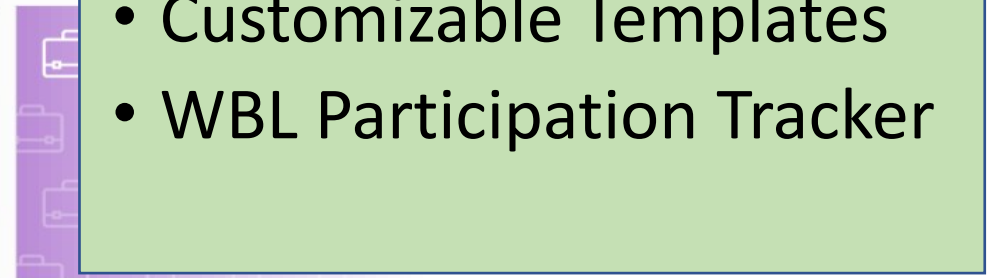 • Customizable Templates
• WBL Participation Tracker